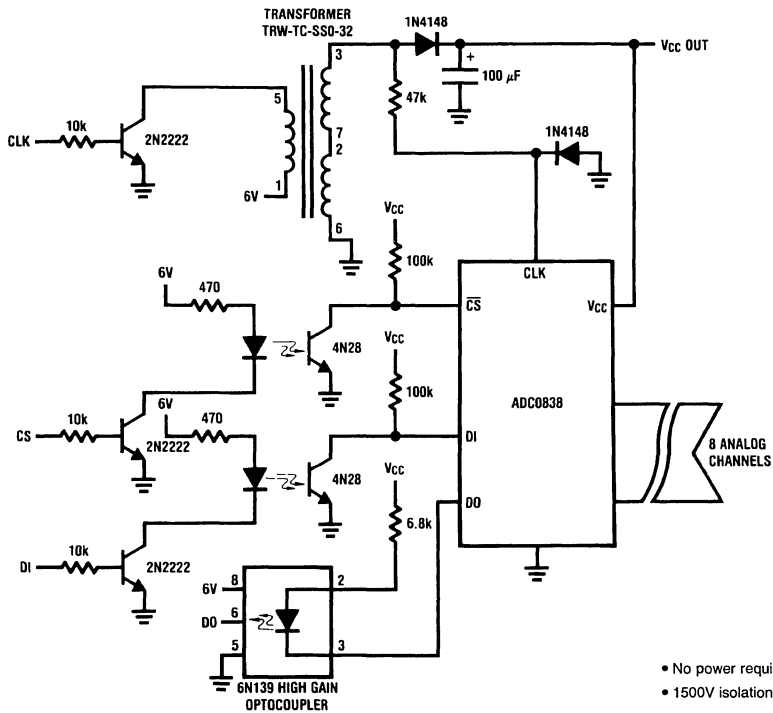 TRANSFORMER
TRW-TC-SSO-32
1N4148
3
VCC OUT
+
100 µF
5
47k
10k
CLK
2N2222
7
2
1N4148
1
6V
6
VCC
100k
CLK
6V
470
CS
VCC
4N28
VCC
100k
ADC0838
10k
6V
470
CS
2N2222
DI
8 ANALOG
CHANNELS
4N28
VCC
DO
6.8k
10k
DI
2N2222
6V
8
2
DO
6
5
3
6N139 HIGH GAIN
OPTOCOUPLER
• No power requi
• 1500V isolation